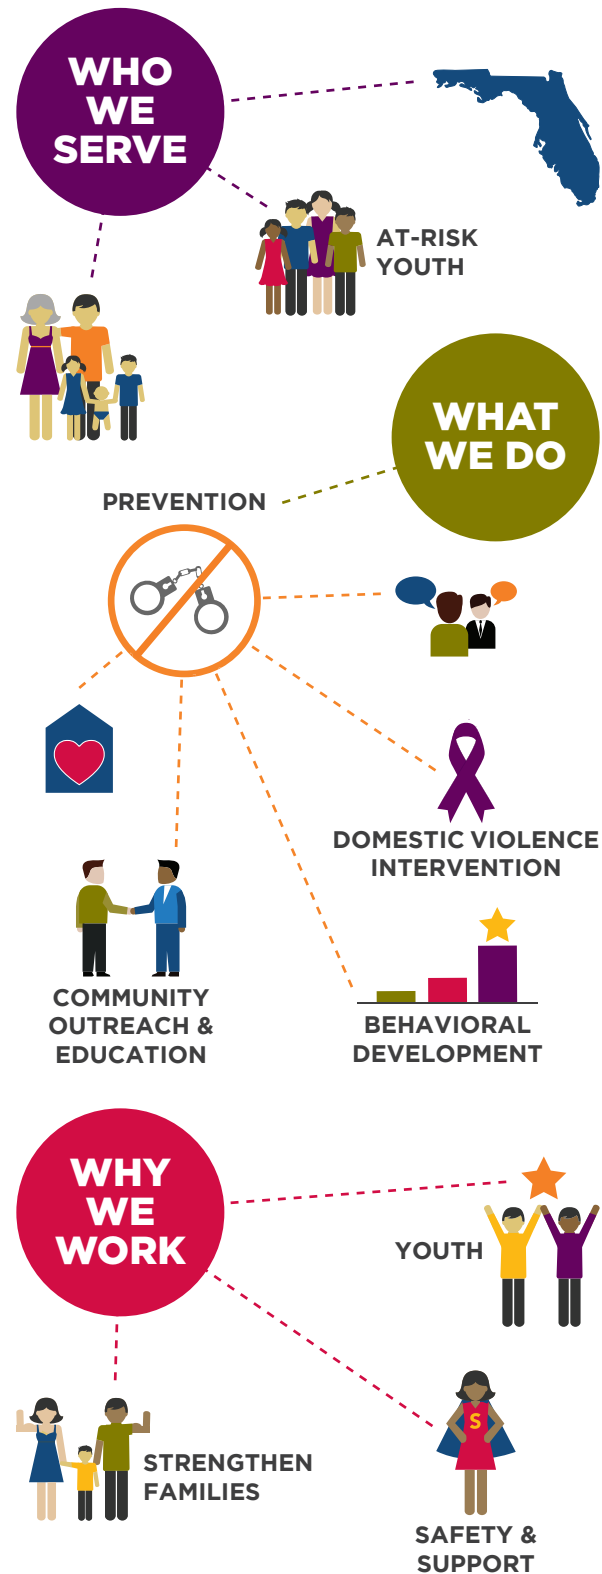 WHO
WE
SERVE
AT-RISK
YOUTH
WHAT
WE DO
PREVENTION
DOMESTIC VIOLENCE
INTERVENTION
COMMUNITY
OUTREACH &
EDUCATION
BEHAVIORAL
DEVELOPMENT
WHY
WE
WORK
YOUTH
S
STRENGTHEN
FAMILIES
SAFETY &
SUPPORT